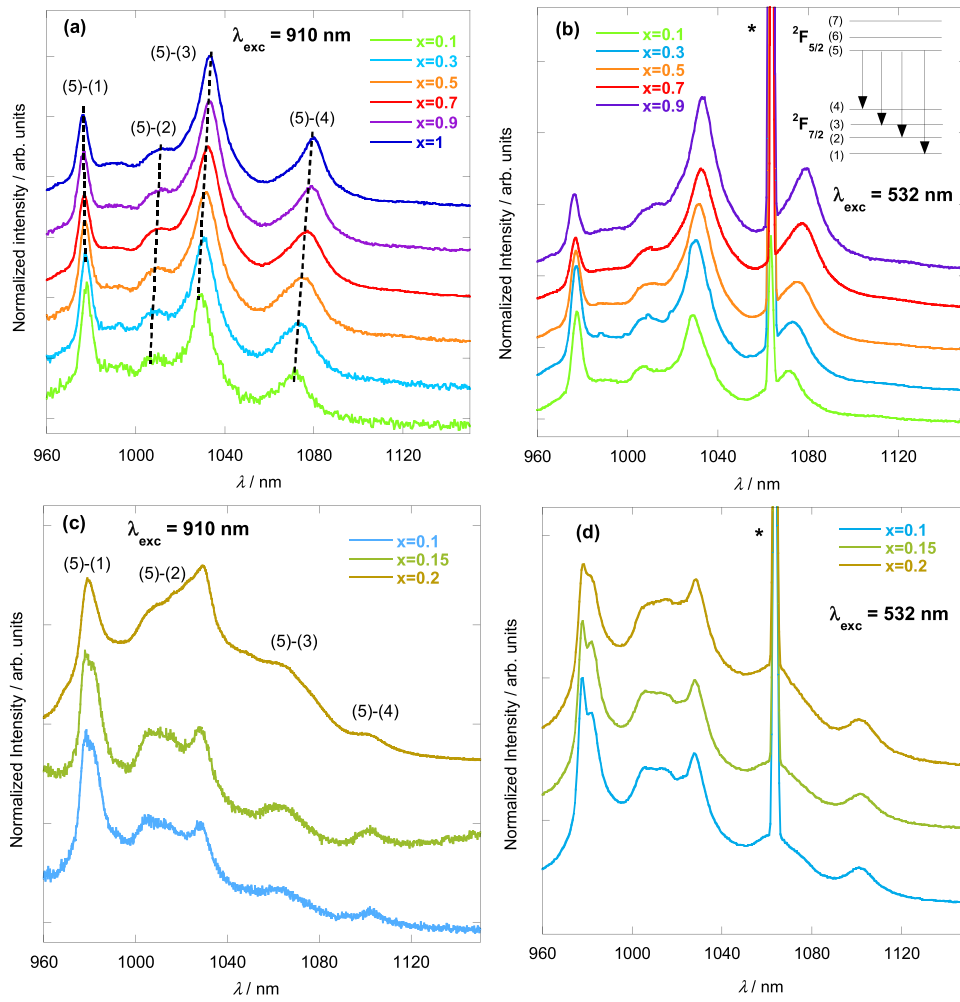 (a)
λexc = 910 nm
(5)-(3)
(5)-(1)
(5)-(2)
(5)-(4)
x=0.1
x=0.3
x=0.5
x=0.7
x=0.9
x=1
Normalized intensity / arb. units
960 1000 1040 1080 1120
λ / nm
(b)
*
x=0.1
x=0.3
x=0.5
x=0.7
x=0.9
(7)
2F5/2
(6)
(5)
(4)
2F7/2
(3)
(2)
(1)
λexc = 532 nm
Normalized Intensity / arb. units
960 1000 1040 1080 1120
λ / nm
(c)
λexc = 910 nm
x=0.1
x=0.15
x=0.2
(5)-(1)
(5)-(2)
(5)-(3)
(5)-(4)
Normalized Intensity / arb. units
960 1000 1040 1080 1120
λ / nm
(d)
*
x=0.1
x=0.15
x=0.2
λexc = 532 nm
Normalized Intensity / arb. units
960 1000 1040 1080 1120
λ / nm